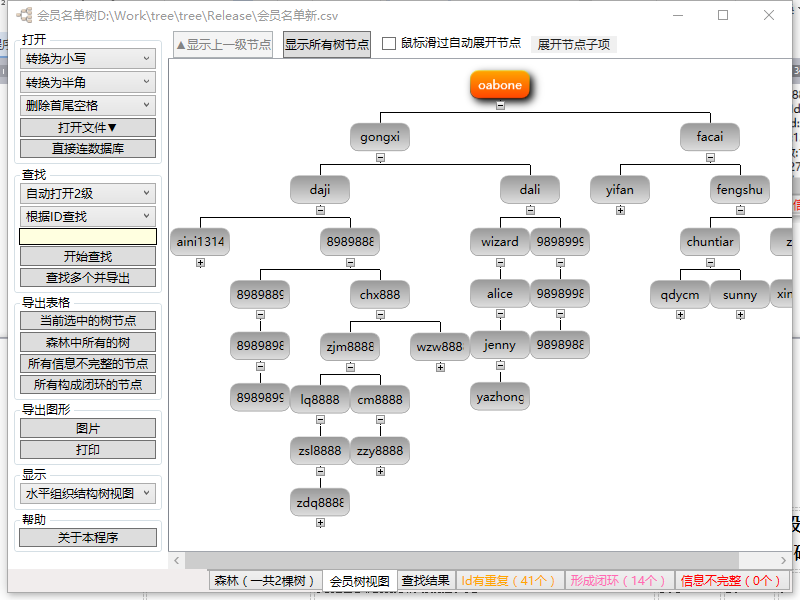 会员名单树D:\Work\tree\tree\Release\会员名单新.csv
打开
转换为小写
转换为半角
删除首尾空格
打开文件▼
直接连数据库
查找
自动打开2级
根据ID查找
开始查找
查找多个并导出
导出表格
当前选中的树节点
森林中所有的树
所有信息不完整的节点
所有构成闭环的节点
导出图形
图片
打印
显示
水平组织结构树视图
帮助
关于本程序
▲显示上一级节点 显示所有树节点 鼠标滑过自动展开节点 展开节点子项
oabone
gongxi facai
daji dali yifan fengshu
aini1314 8989888 wizard 9898999 chuntiar z
8989889 chx888 alice 9898998 qdycm sunny xin
8989898 zjm8888 wzw888 jenny 9898988
8989899 lq8888 cm8888 yazhong
zsl8888 zzy8888
zdq8888
森林（一共2棵树） 会员树视图 查找结果 Id有重复（41个） 形成闭环（14个） 信息不完整（0个）